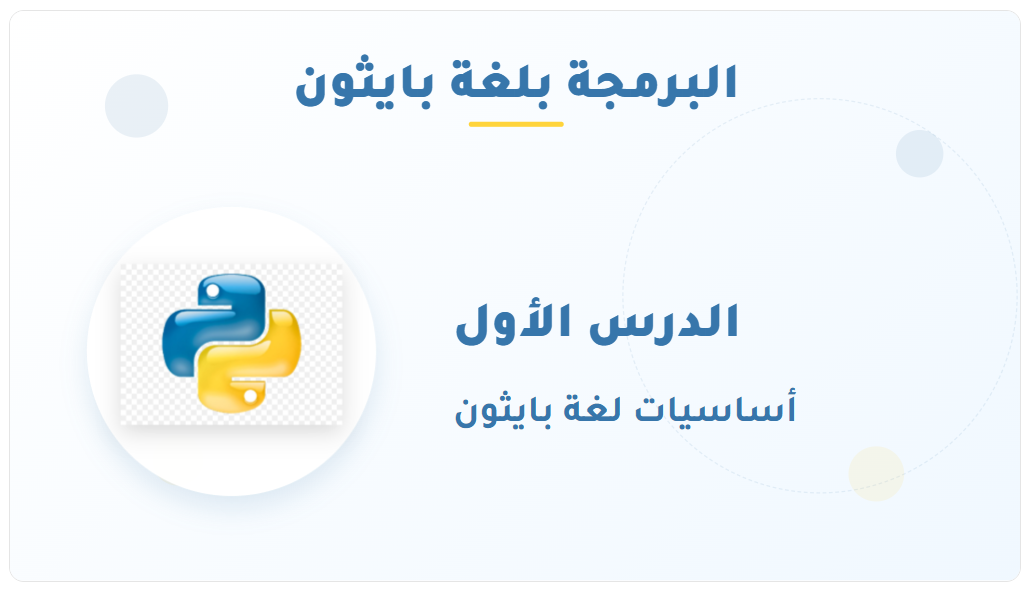 البرمجة بلغة بايثون
الدرس الأول
أساسيات لغة بايثون